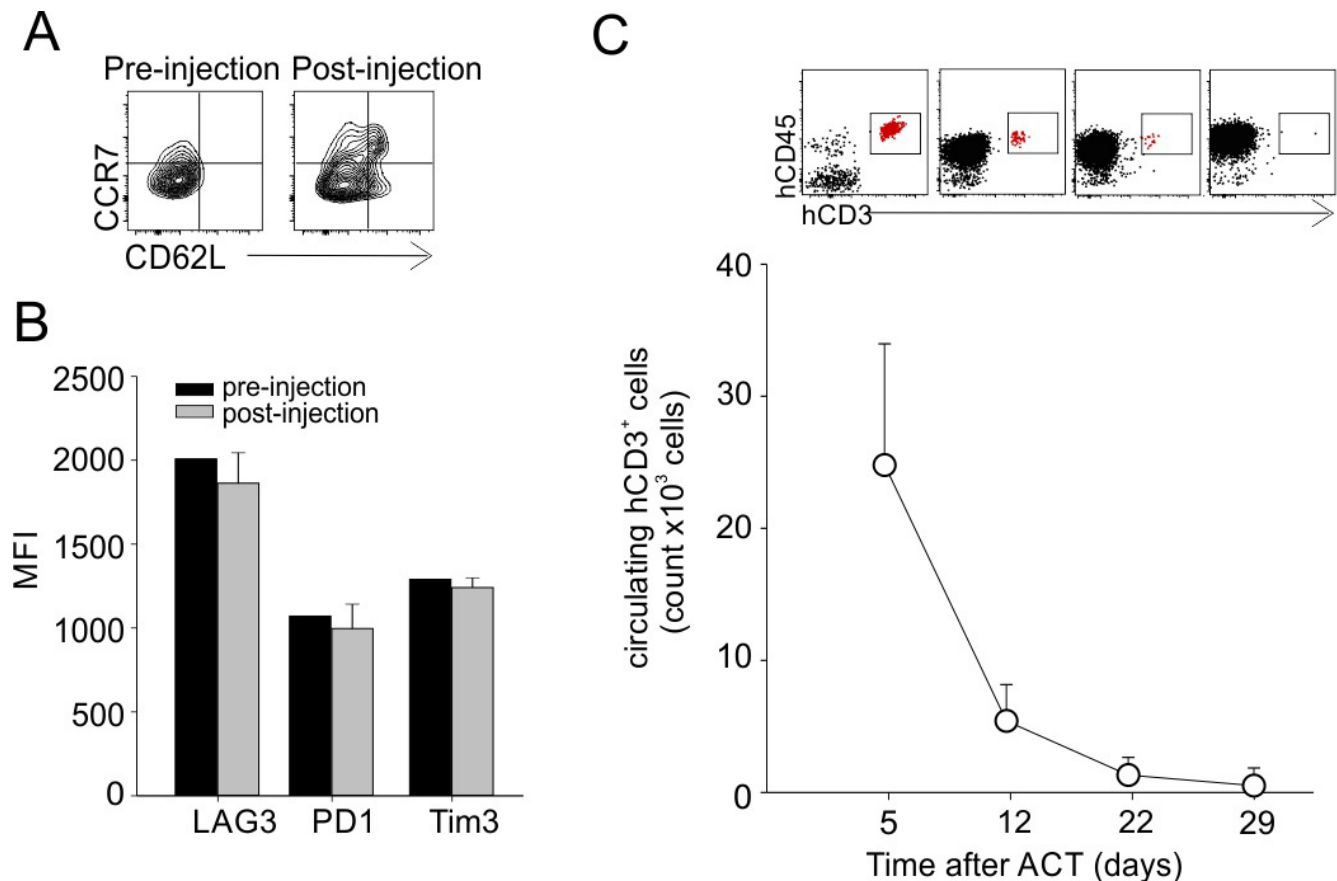 A
Pre-injection Post-injection
CCR7
CD62L
B
2500
2000
1500
1000
500
0
MFI
pre-injection
post-injection
LAG3 PD1 Tim3
C
hCD45
hCD3
40
30
20
10
0
circulating hCD3⁺ cells
(count x10³ cells)
5 12 22 29
Time after ACT (days)